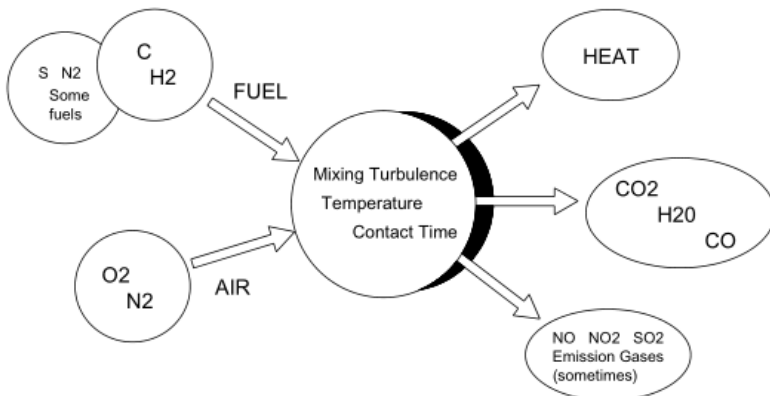 S N2
Some
fuels
C
H2
FUEL
O2
N2
AIR
Mixing Turbulence
Temperature
Contact Time
HEAT
CO2
H20
CO
NO NO2 SO2
Emission Gases
(sometimes)